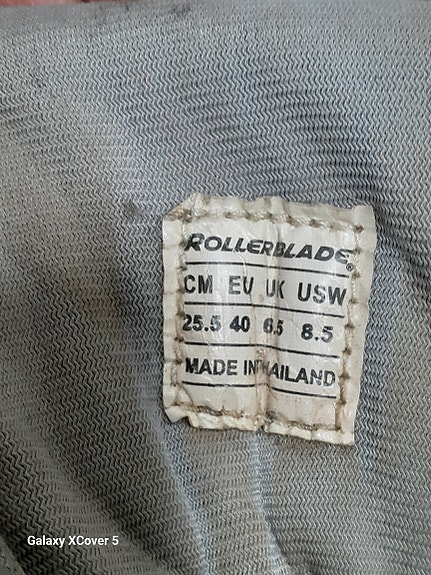 ROLLERBLADE®
CM EU UK USW
25.5 40 6.5 8.5
MADE IN THAILAND
Galaxy XCover 5